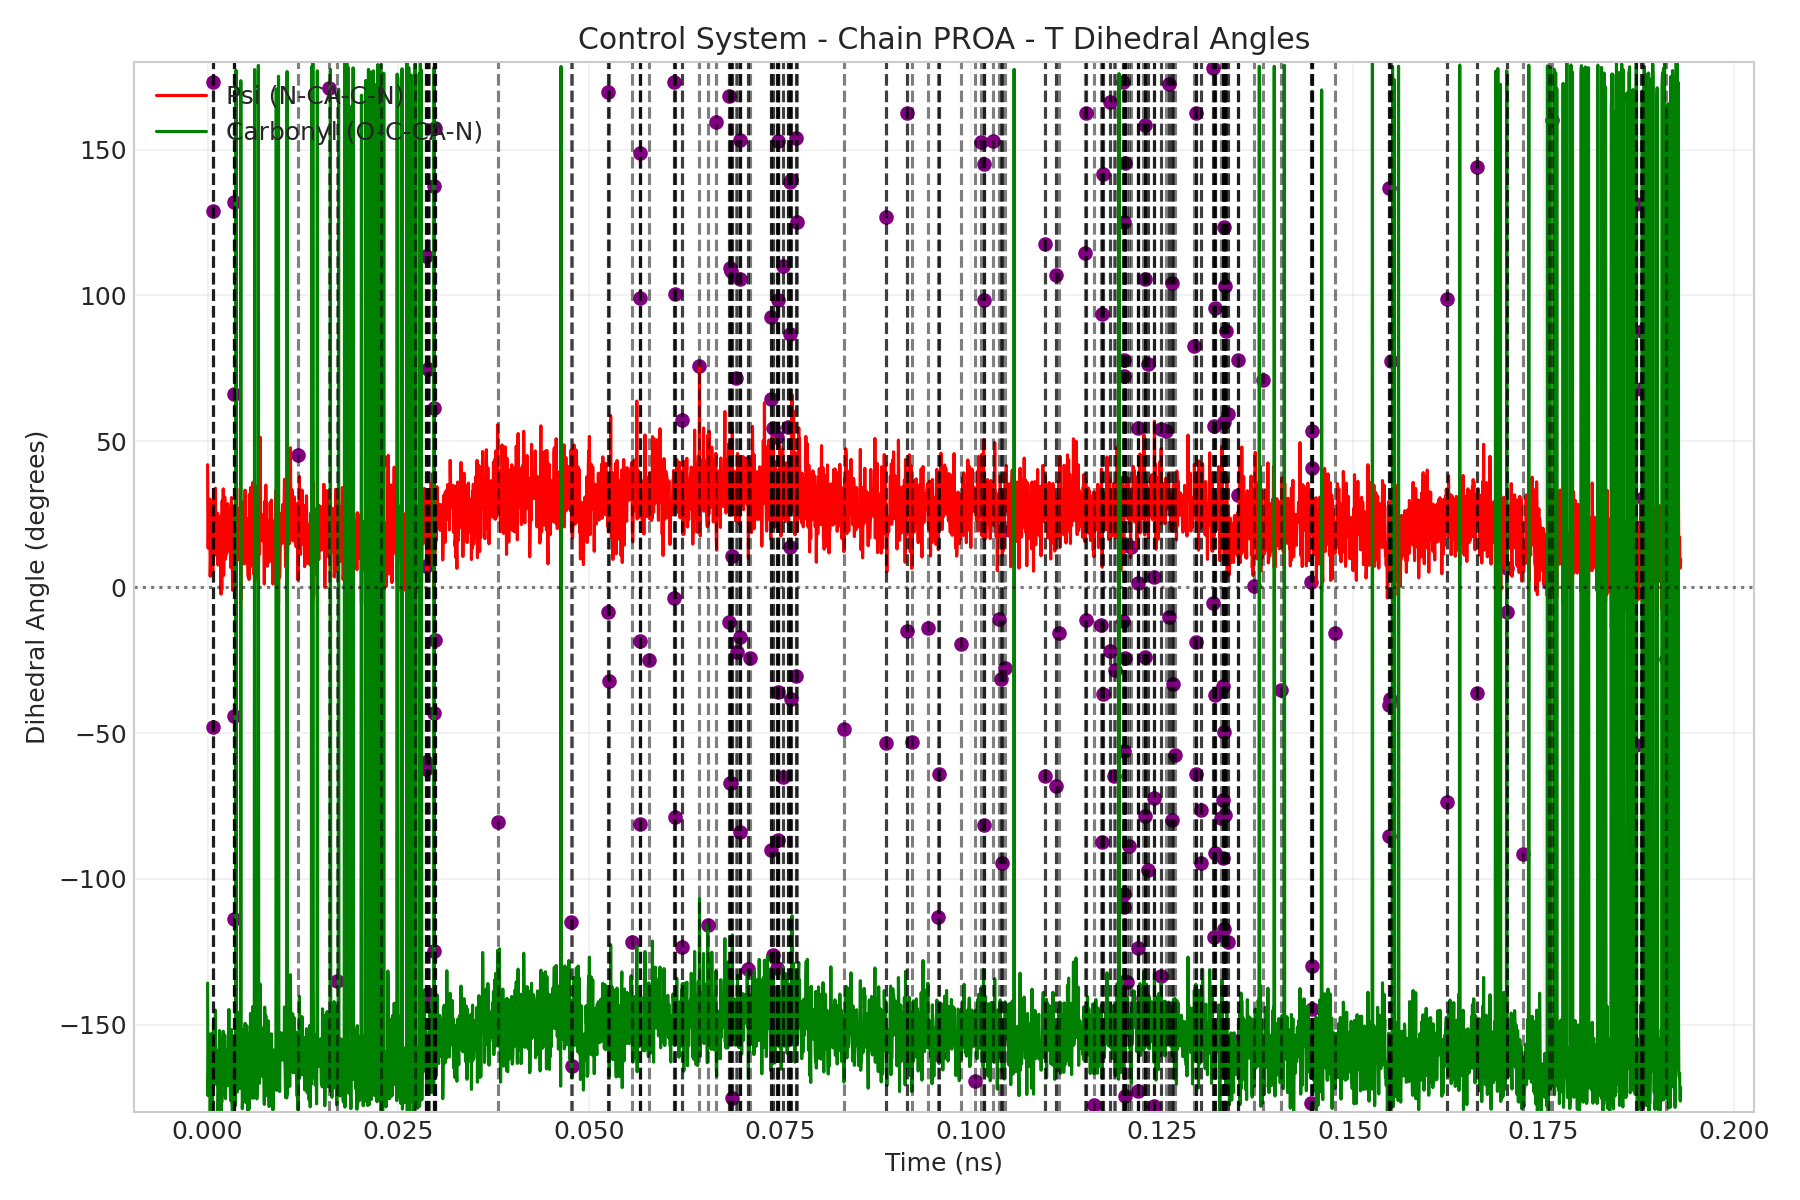 Control System - Chain PROA - T Dihedral Angles
Psi (N-CA-C-N)
Carbonyl (O-C-CA-N)
150
100
50
0
−50
−100
−150
Dihedral Angle (degrees)
0.000 0.025 0.050 0.075 0.100 0.125 0.150 0.175 0.200
Time (ns)